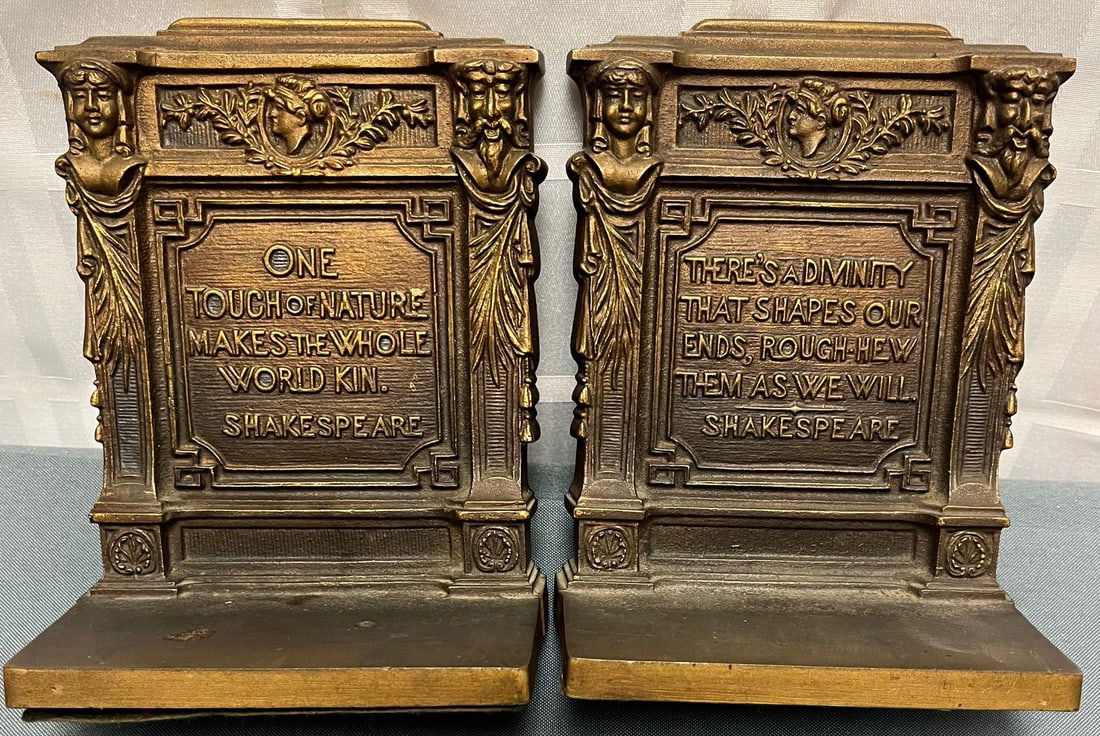 ONE
TOUCH OF NATURE
MAKES THE WHOLE
WORLD KIN.
SHAKESPEARE
THERE'S A DIVINITY
THAT SHAPES OUR
ENDS, ROUGH-HEW
THEM AS WE WILL.
SHAKESPEARE